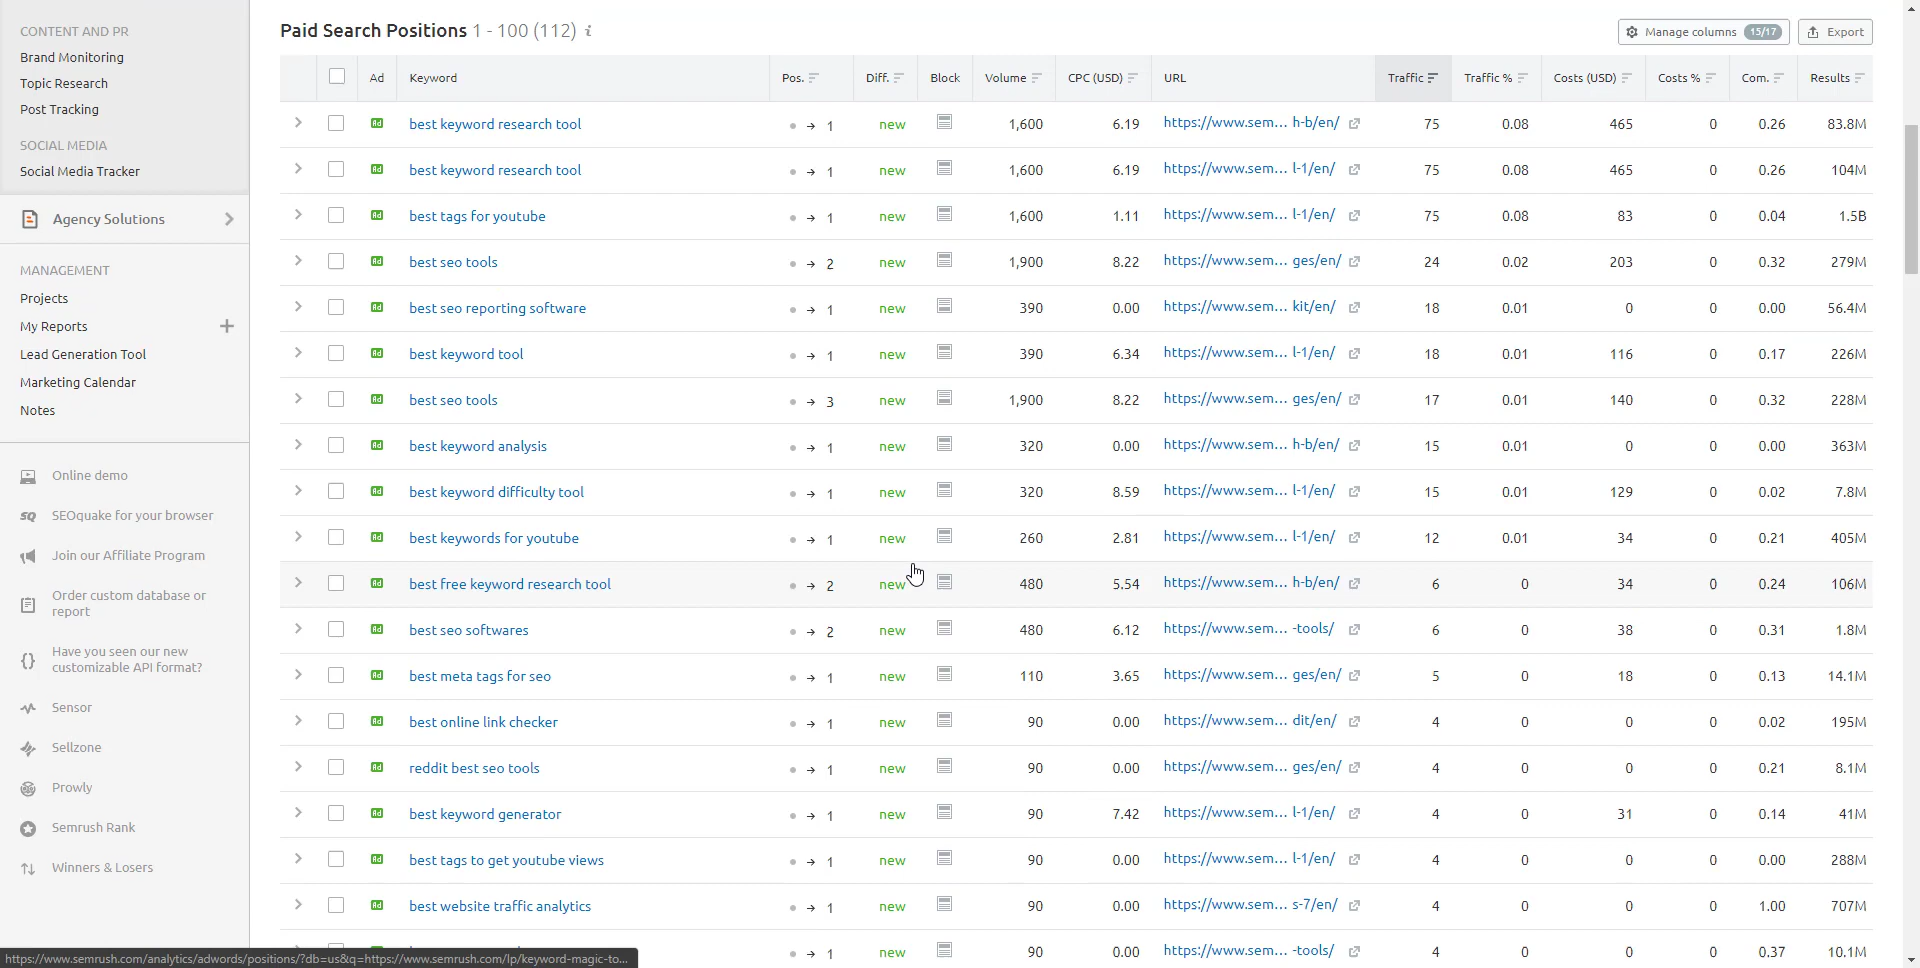 CONTENT AND PR
Brand Monitoring
Topic Research
Post Tracking
SOCIAL MEDIA
Social Media Tracker
Agency Solutions
MANAGEMENT
Projects
My Reports
Lead Generation Tool
Marketing Calendar
Notes
Online demo
SEOquake for your browser
Join our Affiliate Program
Order custom database or
report
Have you seen our new
customizable API format?
Sensor
Sellzone
Prowly
Semrush Rank
Winners & Losers
Paid Search Positions 1 - 100 (112) i
Manage columns 15/17 Export
Ad Keyword Pos. Diff. Block Volume CPC (USD) URL Traffic Traffic % Costs (USD) Costs % Com. Results
Ad best keyword research tool 1 new 1,600 6.19 https://www.sem... h-b/en/ 75 0.08 465 0 0.26 83.8M
Ad best keyword research tool 1 new 1,600 6.19 https://www.sem... l-1/en/ 75 0.08 465 0 0.26 104M
Ad best tags for youtube 1 new 1,600 1.11 https://www.sem... l-1/en/ 75 0.08 83 0 0.04 1.5B
Ad best seo tools 2 new 1,900 8.22 https://www.sem... ges/en/ 24 0.02 203 0 0.32 279M
Ad best seo reporting software 1 new 390 0.00 https://www.sem... kit/en/ 18 0.01 0 0 0.00 56.4M
Ad best keyword tool 1 new 390 6.34 https://www.sem... l-1/en/ 18 0.01 116 0 0.17 226M
Ad best seo tools 3 new 1,900 8.22 https://www.sem... ges/en/ 17 0.01 140 0 0.32 228M
Ad best keyword analysis 1 new 320 0.00 https://www.sem... h-b/en/ 15 0.01 0 0 0.00 363M
Ad best keyword difficulty tool 1 new 320 8.59 https://www.sem... l-1/en/ 15 0.01 129 0 0.02 7.8M
Ad best keywords for youtube 1 new 260 2.81 https://www.sem... l-1/en/ 12 0.01 34 0 0.21 405M
Ad best free keyword research tool 2 new 480 5.54 https://www.sem... h-b/en/ 6 0 34 0 0.24 106M
Ad best seo softwares 2 new 480 6.12 https://www.sem... -tools/ 6 0 38 0 0.31 1.8M
Ad best meta tags for seo 1 new 110 3.65 https://www.sem... ges/en/ 5 0 18 0 0.13 14.1M
Ad best online link checker 1 new 90 0.00 https://www.sem... dit/en/ 4 0 0 0 0.02 195M
Ad reddit best seo tools 1 new 90 0.00 https://www.sem... ges/en/ 4 0 0 0 0.21 8.1M
Ad best keyword generator 1 new 90 7.42 https://www.sem... l-1/en/ 4 0 31 0 0.14 41M
Ad best tags to get youtube views 1 new 90 0.00 https://www.sem... l-1/en/ 4 0 0 0 0.00 288M
Ad best website traffic analytics 1 new 90 0.00 https://www.sem... s-7/en/ 4 0 0 0 1.00 707M
1 new 90 0.00 https://www.sem... -tools/ 4 0 0 0 0.37 10.1M
https://www.semrush.com/analytics/adwords/positions/?db=us&q=https://www.semrush.com/lp/keyword-magic-to...